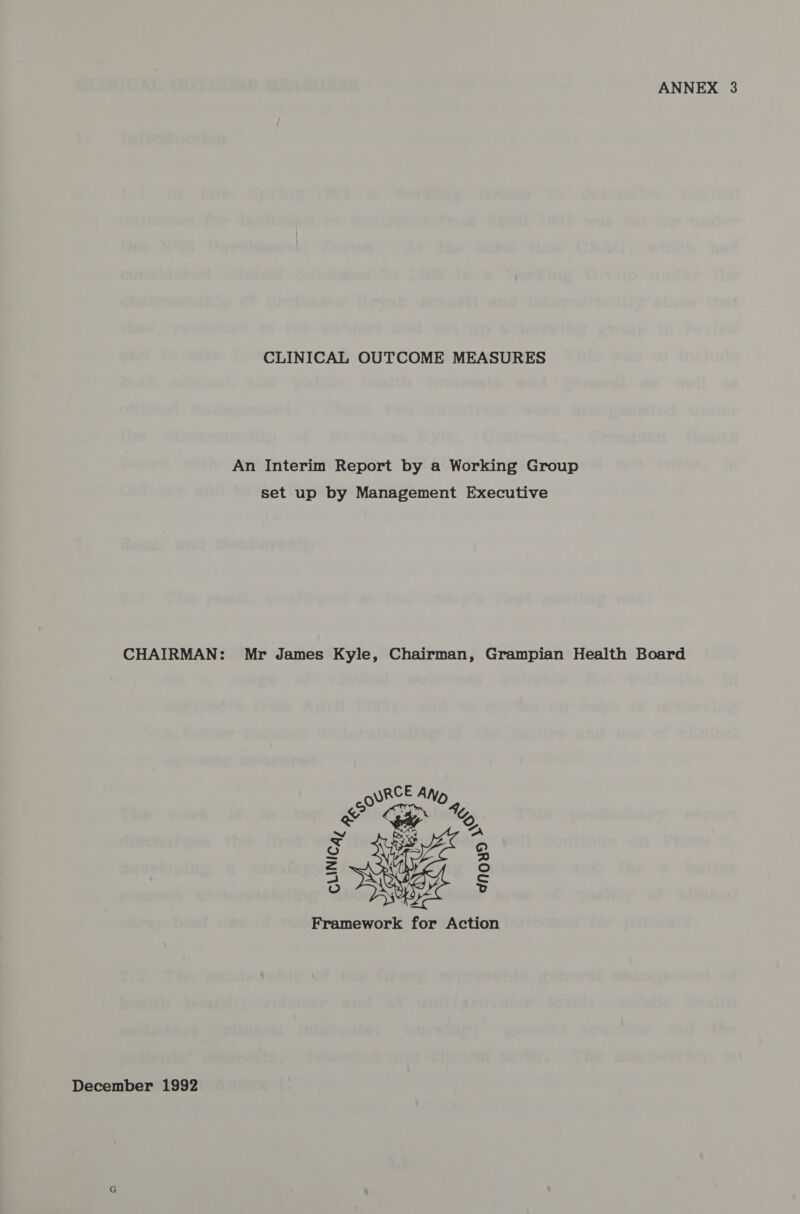 ANNEX 3
CLINICAL OUTCOME MEASURES
An Interim Report by a Working Group
set up by Management Executive
CHAIRMAN: Mr James Kyle, Chairman, Grampian Health Board
CLINICAL RESOURCE AND AUDIT GROUP
Framework for Action
December 1992
G